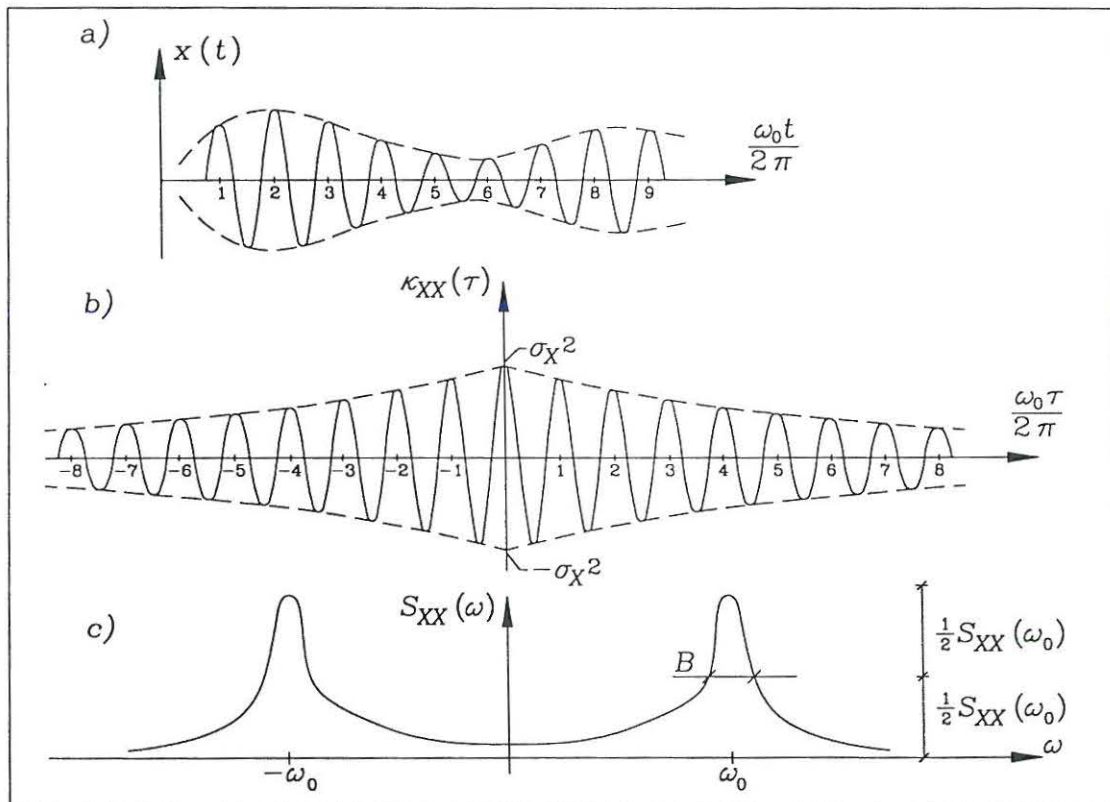 a)
x(t)
ω₀t
2π
1 2 3 4 5 6 7 8 9
b)
κ_XX(τ)
σ_X²
ω₀τ
2π
-8 -7 -6 -5 -4 -3 -2 -1 1 2 3 4 5 6 7 8
-σ_X²
c)
S_XX(ω)
½S_XX(ω₀)
B
½S_XX(ω₀)
-ω₀ ω₀ ω